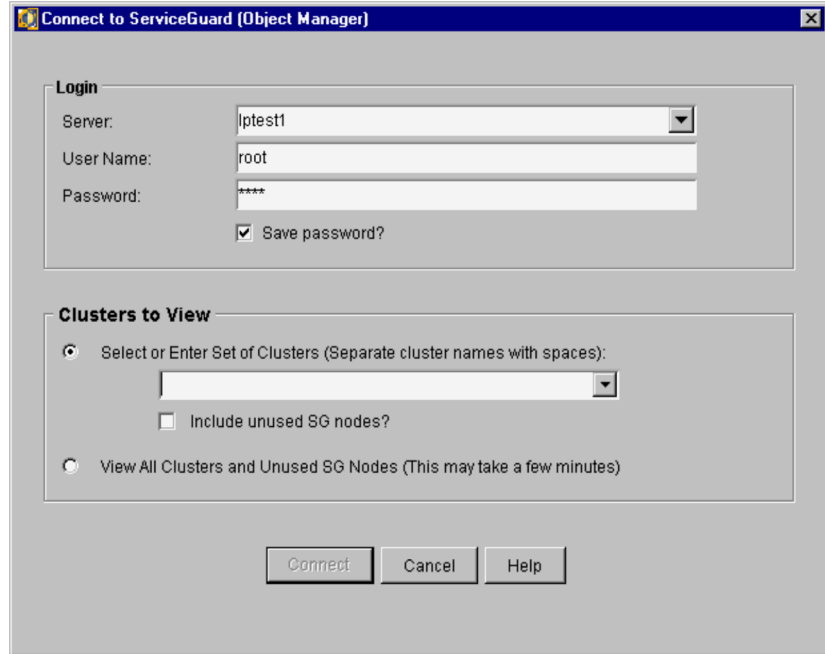 Connect to ServiceGuard (Object Manager)
Login
Server: lptest1
User Name: root
Password: ****
Save password?
Clusters to View
Select or Enter Set of Clusters (Separate cluster names with spaces):
Include unused SG nodes?
View All Clusters and Unused SG Nodes (This may take a few minutes)
Connect Cancel Help